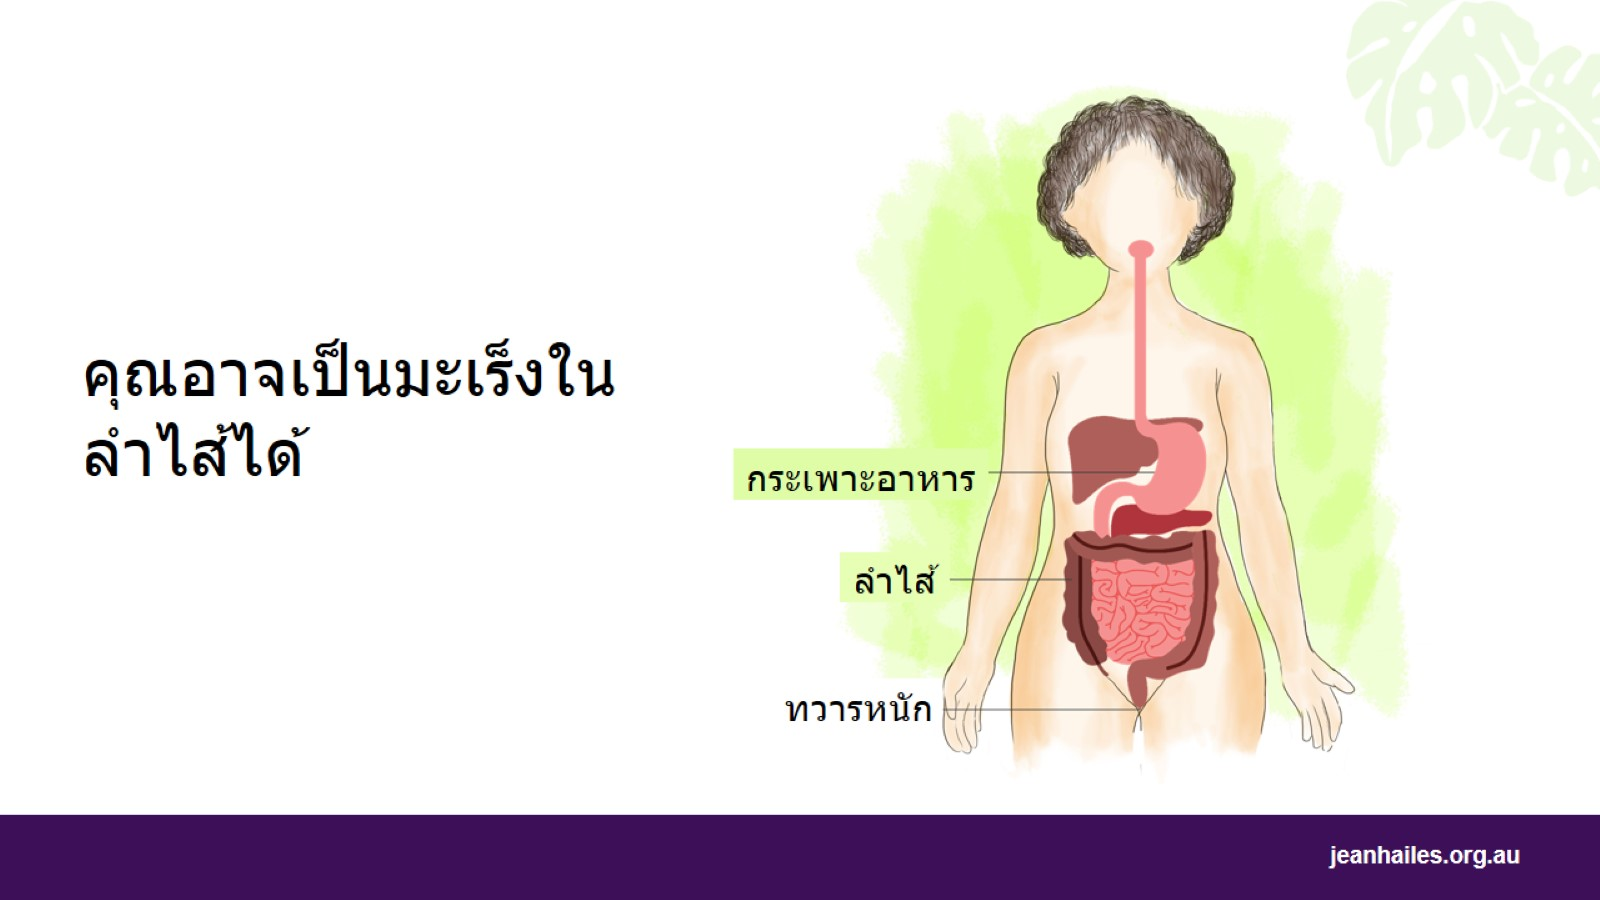 คุณอาจเป็นมะเร็งใน
ลำไส้ได้
กระเพาะอาหาร
ลำไส้
ทวารหนัก
jeanhailes.org.au